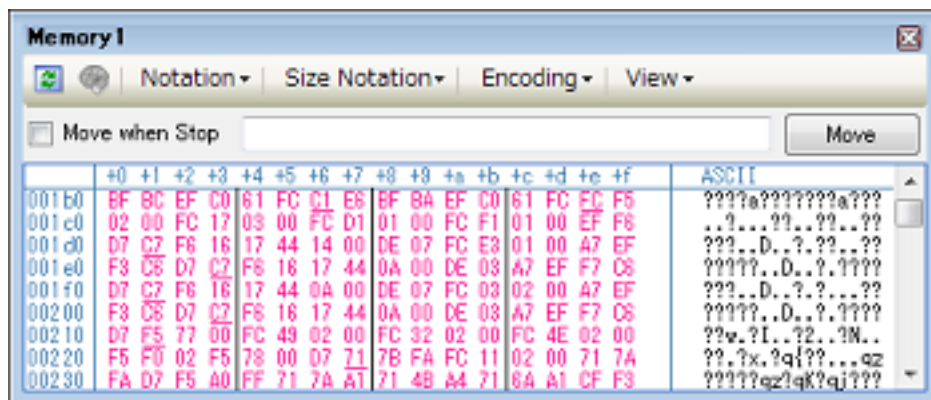 Memory1
Notation Size Notation Encoding View
Move when Stop Move
+0 +1 +2 +3 +4 +5 +6 +7 +8 +9 +a +b +c +d +e +f ASCII
001b0 BF BC EF C0 61 FC C1 E6 BF BA EF C0 61 FC FC F5 ????a???????a???
001c0 02 00 FC 17 03 00 FC D1 01 00 FC F1 01 00 EF F6 ..?...??..??..??
001d0 D7 C7 F6 16 17 44 14 00 DE 07 FC E3 01 00 A7 EF ???..D..?.??..??
001e0 F3 C6 D7 C7 F6 16 17 44 0A 00 DE 03 A7 EF F7 C6 ?????..D..?.????
001f0 D7 C7 F6 16 17 44 0A 00 DE 07 FC 03 02 00 A7 EF ???..D..?.?...??
00200 F3 C6 D7 C7 F6 16 17 44 0A 00 DE 03 A7 EF F7 C6 ?????..D..?.????
00210 D7 F5 77 00 FC 49 02 00 FC 32 02 00 FC 4E 02 00 ??w.?I..?2..?N..
00220 F5 F0 02 F5 78 00 D7 71 7B FA FC 11 02 00 71 7A ??.?x.?q{??...qz
00230 FA D7 F5 A0 FF 71 7A A1 71 4B A4 71 6A A1 CF F3 ?????qz?qK?qj???